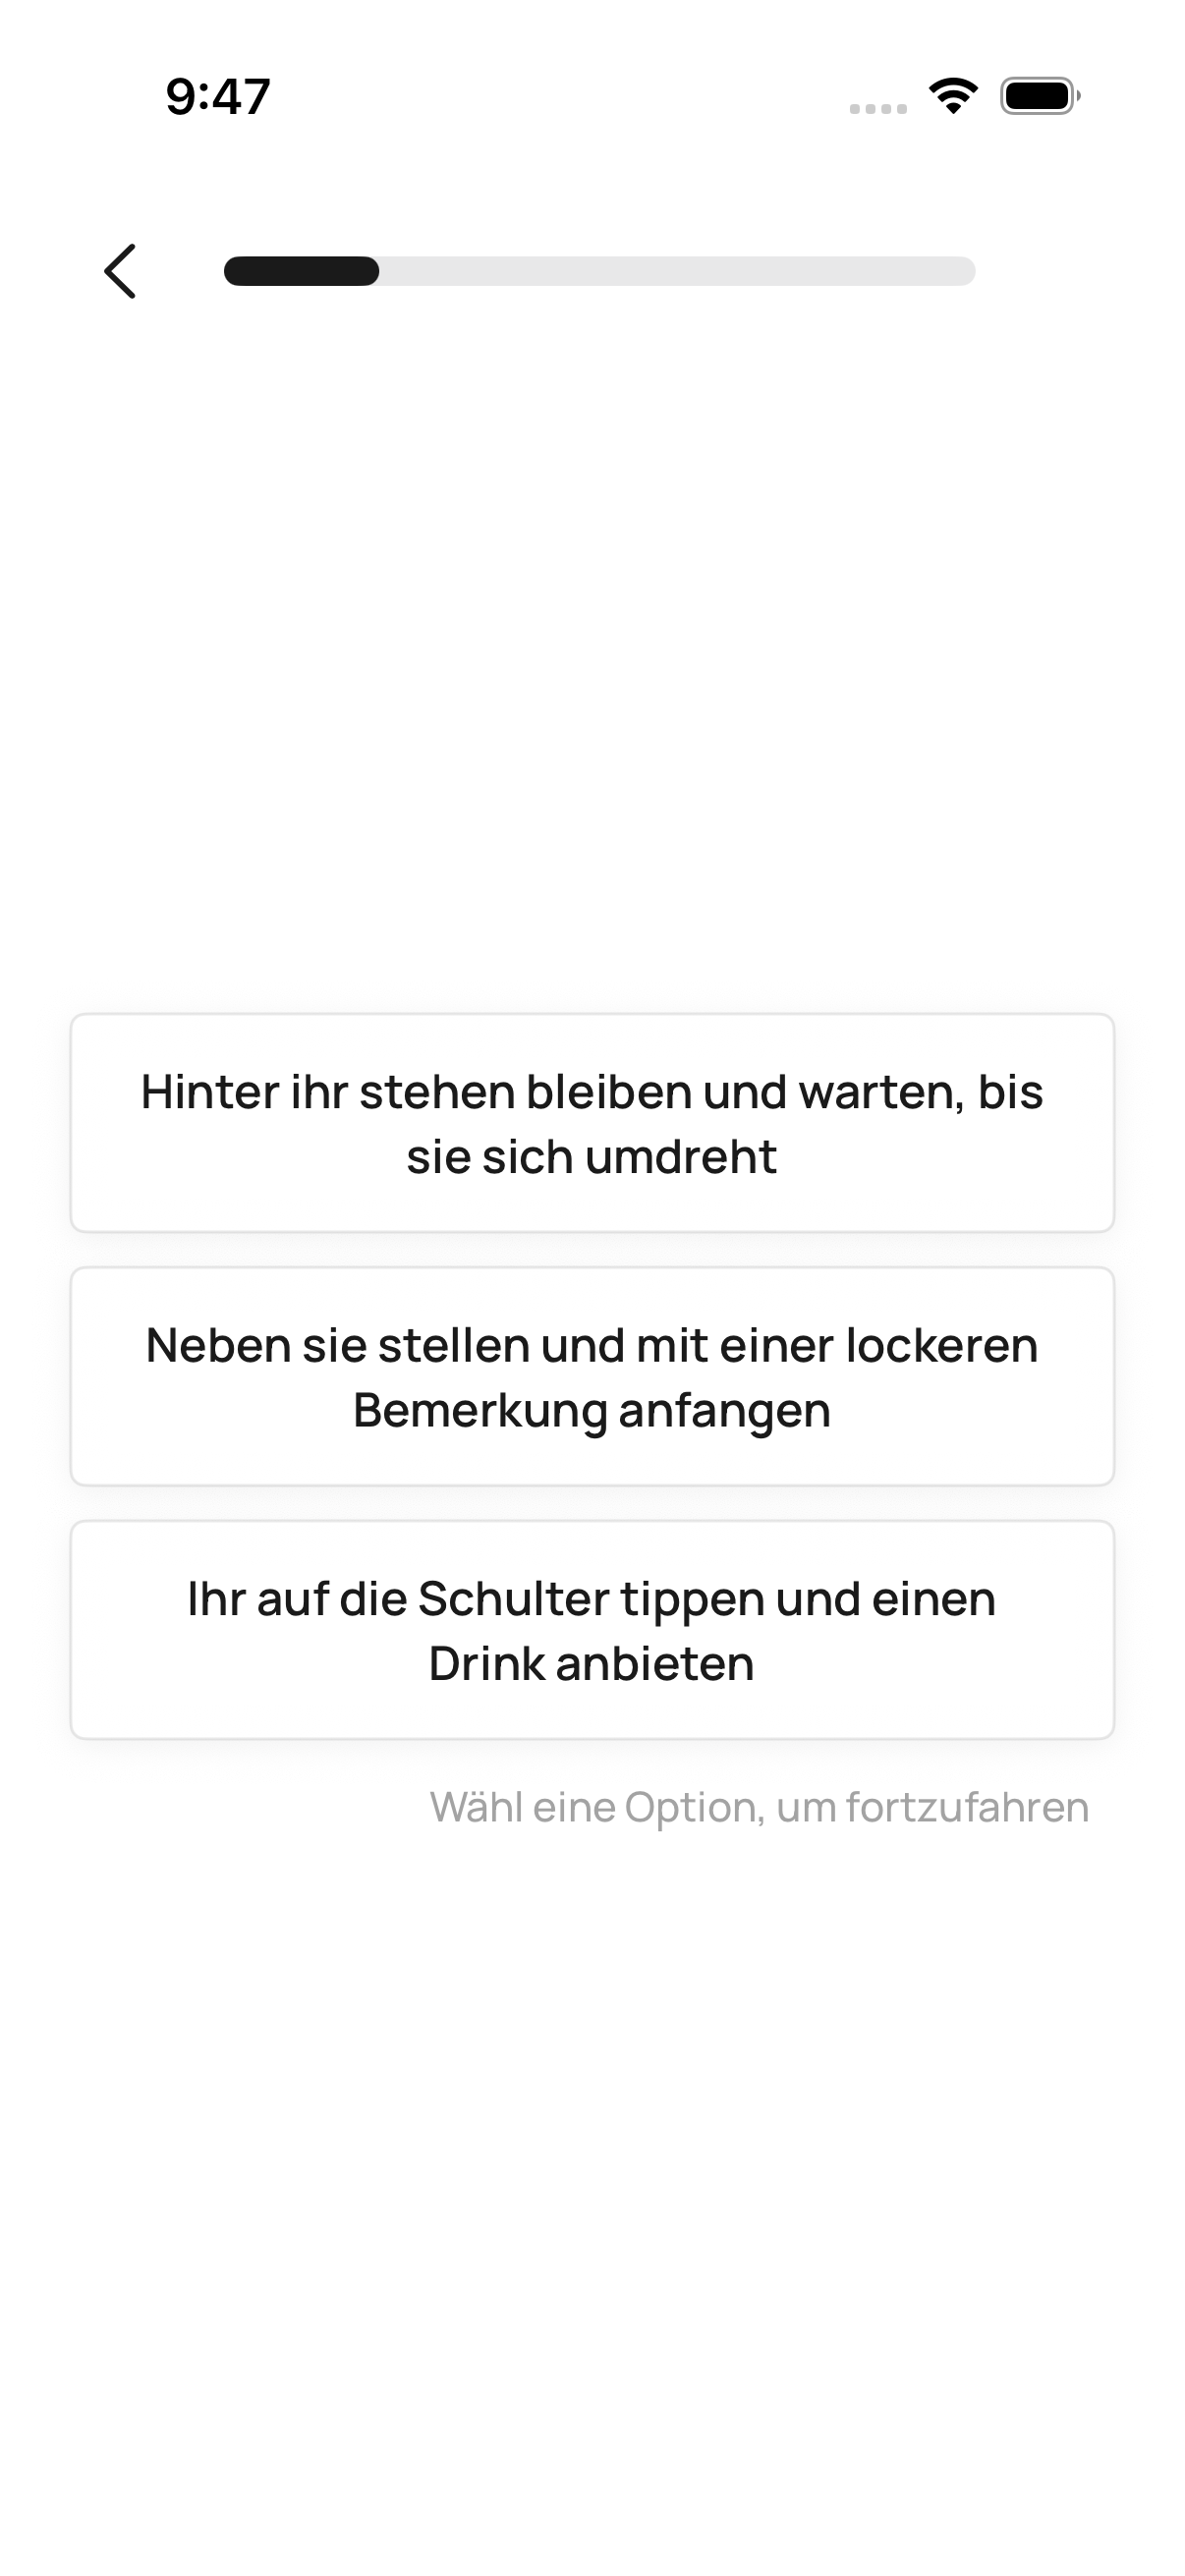 9:47
Hinter ihr stehen bleiben und warten, bis
sie sich umdreht
Neben sie stellen und mit einer lockeren
Bemerkung anfangen
Ihr auf die Schulter tippen und einen
Drink anbieten
Wähl eine Option, um fortzufahren